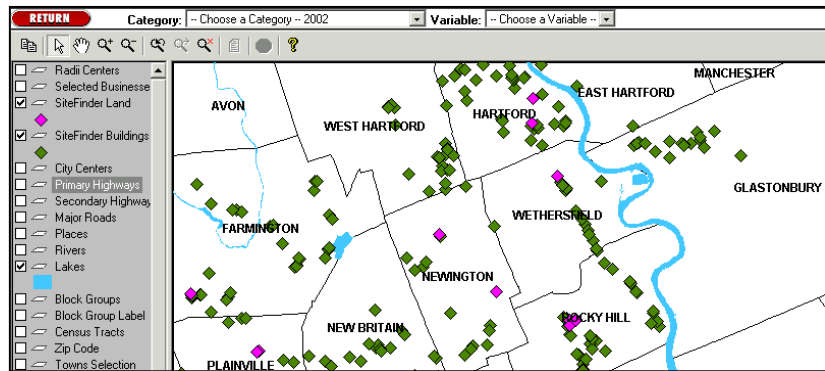 RETURN Category: -- Choose a Category -- 2002 Variable: -- Choose a Variable --
Radii Centers
Selected Businesse
SiteFinder Land
SiteFinder Buildings
City Centers
Primary Highways
Secondary Highway
Major Roads
Places
Rivers
Lakes
Block Groups
Block Group Label
Census Tracts
Zip Code
Towns Selection
MANCHESTER
EAST HARTFORD
AVON
HARTFORD
WEST HARTFORD
GLASTONBURY
WETHERSFIELD
FARMINGTON
NEWINGTON
ROCKY HILL
NEW BRITAIN
PLAINVILLE